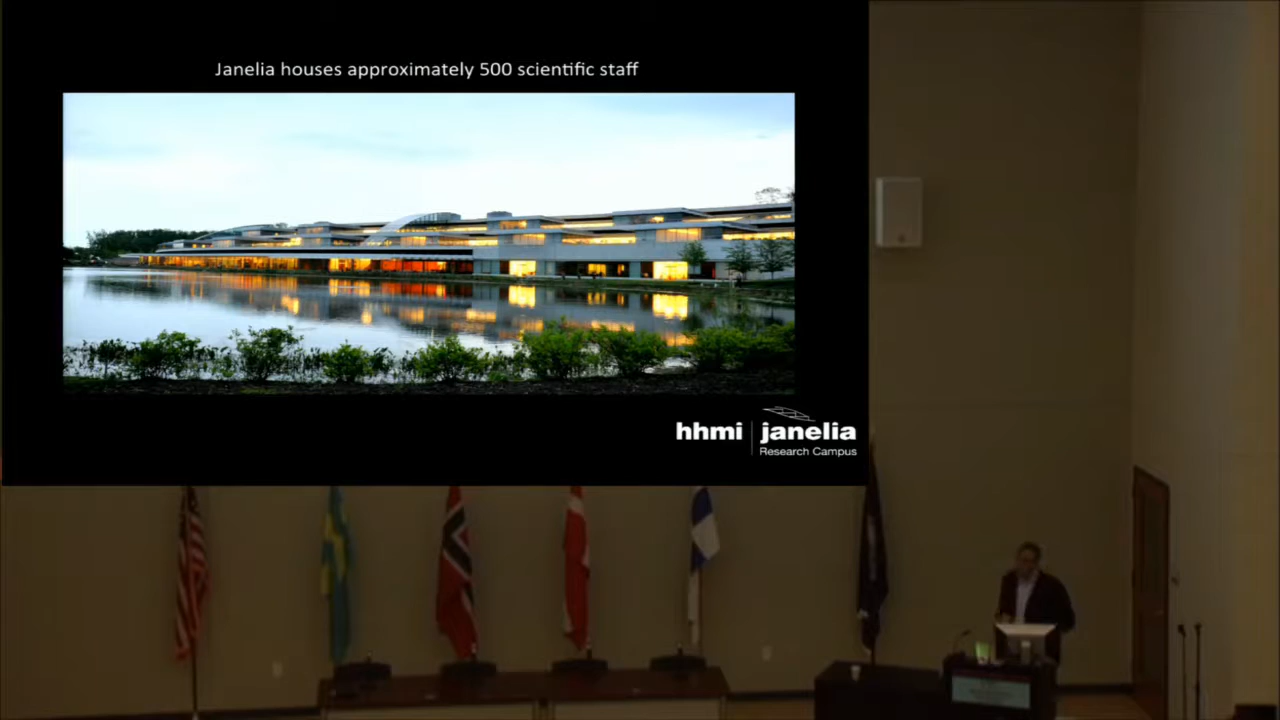 Janelia houses approximately 500 scientific staff
hhmi janelia
Research Campus